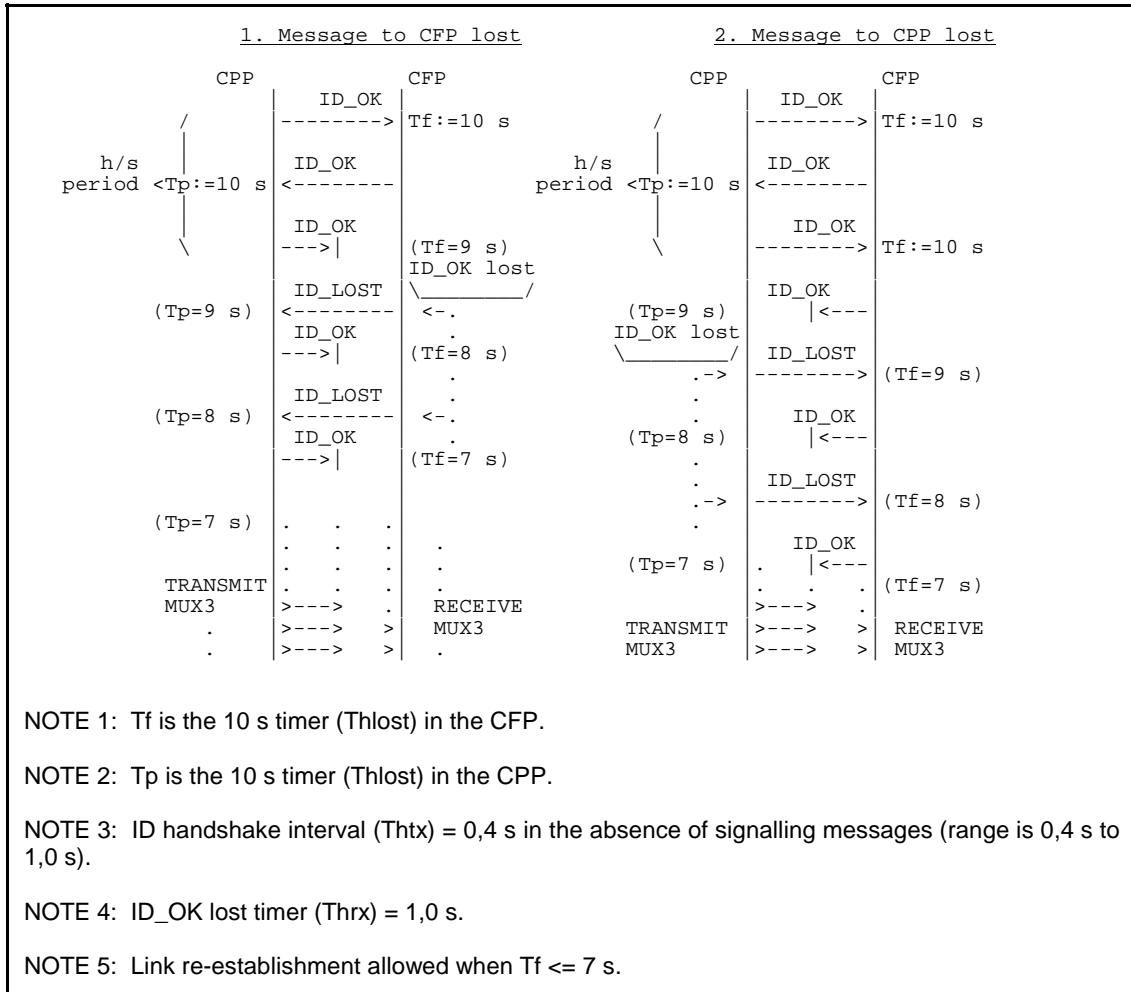 1. Message to CFP lost 2. Message to CPP lost
CPP CFP CPP CFP
| ID_OK | | ID_OK |
/ |-------->|Tf:=10 s / |-------->|Tf:=10 s
| | | | | |
h/s | | ID_OK | h/s | | ID_OK |
period <Tp:=10 s|<-------- | period <Tp:=10 s|<-------- |
| | | | | |
| | ID_OK | | | ID_OK |
\ |--->| |(Tf=9 s) \ |-------->|Tf:=10 s
| |ID_OK lost | |
| ID_LOST |\_________/ | ID_OK |
(Tp=9 s) |<--------| <-. (Tp=9 s) | |<---|
| ID_OK | . ID_OK lost | |
|--->| |(Tf=8 s) \_________/ | ID_LOST |
| | . .-> |-------->|(Tf=9 s)
| ID_LOST | . . | |
(Tp=8 s) |<--------| <-. . | ID_OK |
| ID_OK | . (Tp=8 s) | |<---|
|--->| |(Tf=7 s) . | |
| | . | ID_LOST |
| | .-> |-------->|(Tf=8 s)
(Tp=7 s) |. . .| . | |
|. . .| . | ID_OK |
|. . .| . (Tp=7 s) |. |<---|
TRANSMIT|. . .| . |. . .|(Tf=7 s)
MUX3 |>---> .| RECEIVE |>---> .|
. |>---> >| MUX3 TRANSMIT |>---> >| RECEIVE
. |>---> >| . MUX3 |>---> >| MUX3
NOTE 1: Tf is the 10 s timer (Thlost) in the CFP.
NOTE 2: Tp is the 10 s timer (Thlost) in the CPP.
NOTE 3: ID handshake interval (Thtx) = 0,4 s in the absence of signalling messages (range is 0,4 s to
1,0 s).
NOTE 4: ID_OK lost timer (Thrx) = 1,0 s.
NOTE 5: Link re-establishment allowed when Tf <= 7 s.